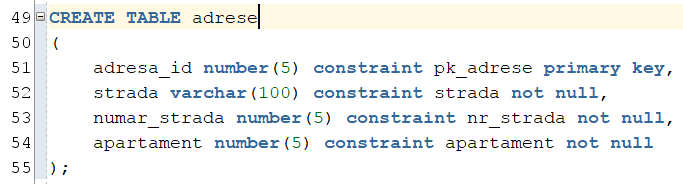 49 CREATE TABLE adrese
50 (
51 adresa_id number(5) constraint pk_adrese primary key,
52 strada varchar(100) constraint strada not null,
53 numar_strada number(5) constraint nr_strada not null,
54 apartament number(5) constraint apartament not null
55 );